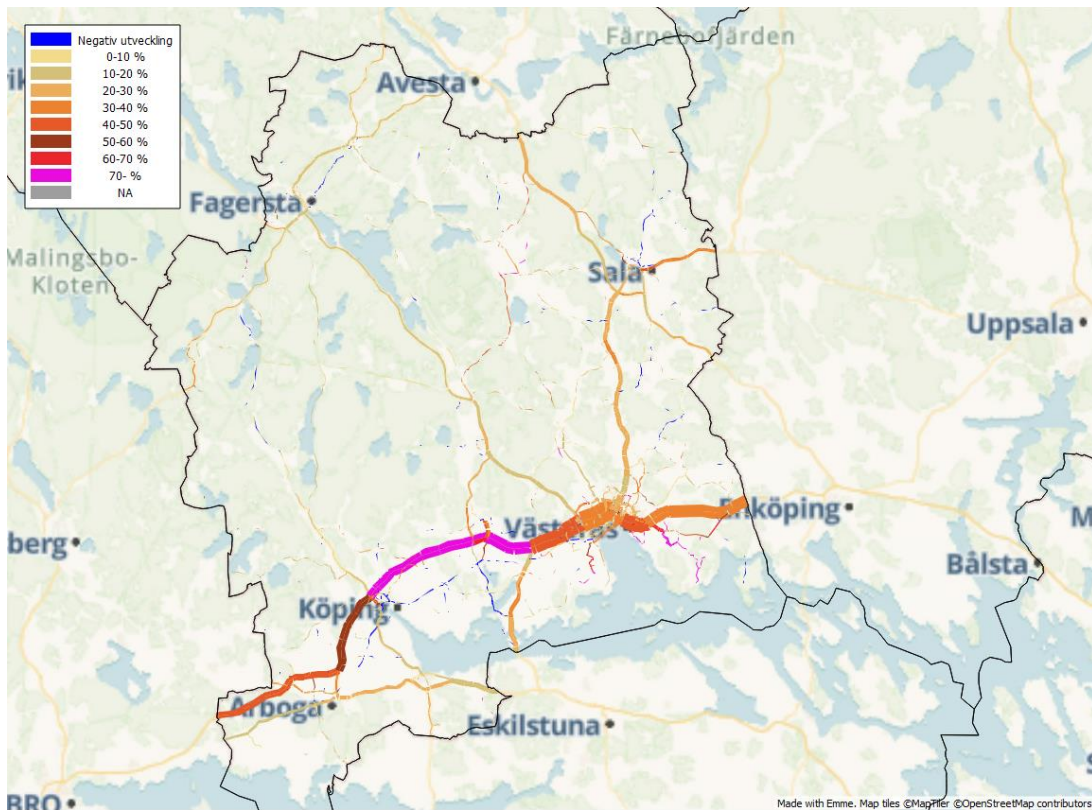 Negativ utveckling
0-10 %
10-20 %
20-30 %
30-40 %
40-50 %
50-60 %
60-70 %
70- %
NA
Färnebofjärden
Avesta
Fagersta
Malingsbo-
Kloten
Sala
Uppsala
Västerås
Enköping
berg
Bålsta
Köping
Arboga
Eskilstuna
BRO
Made with Emme. Map tiles ©MapTiler ©OpenStreetMap contributors